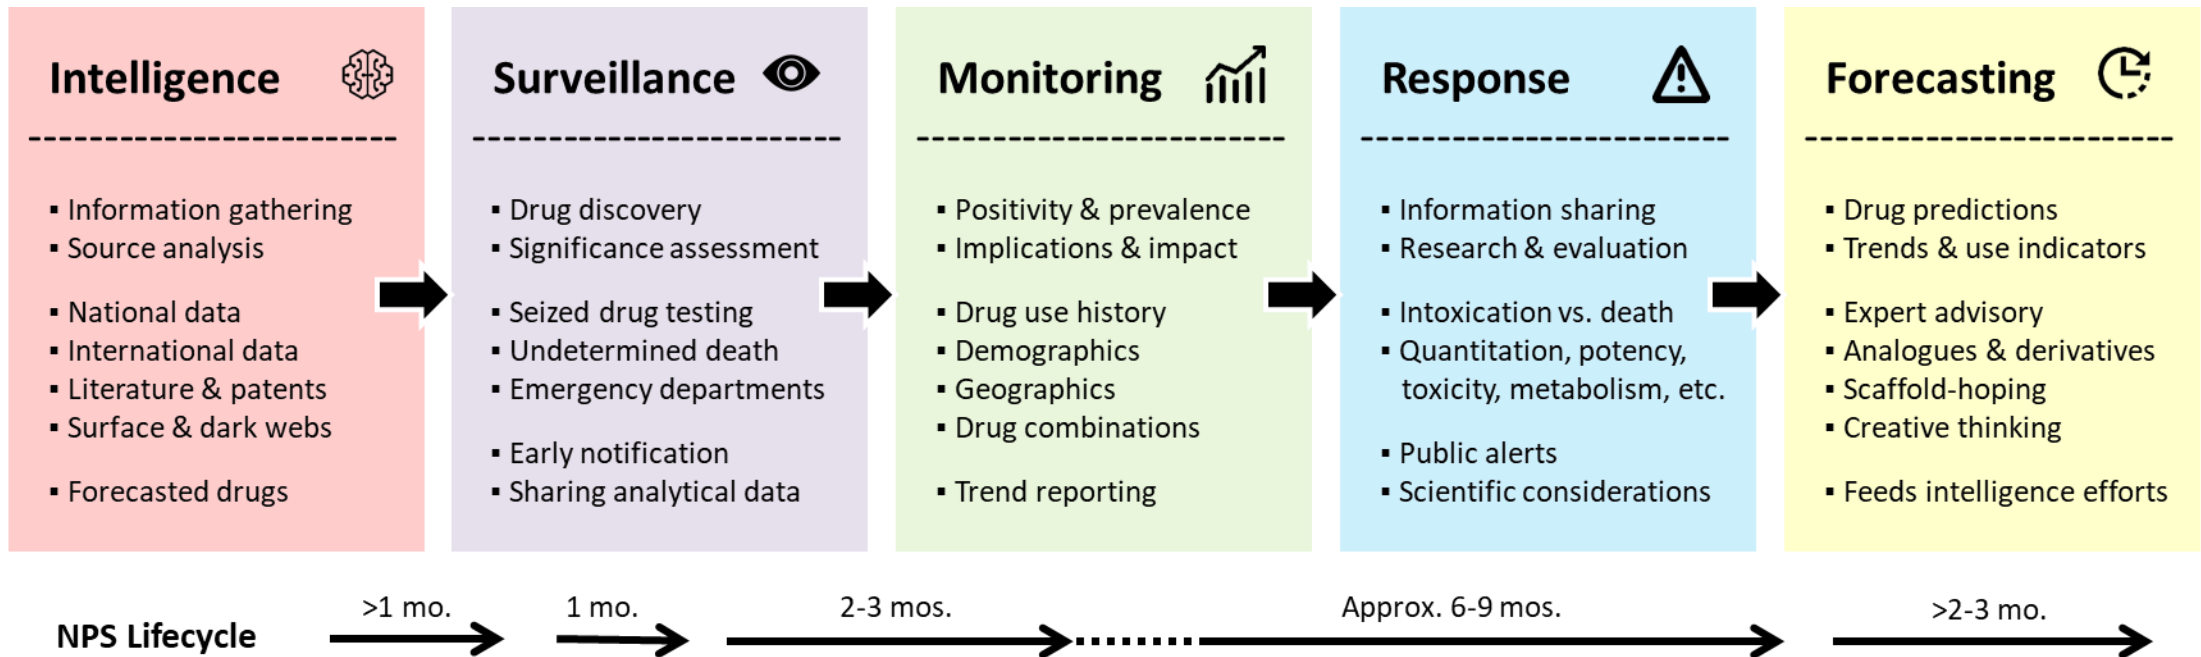 Intelligence
▪ Information gathering
▪ Source analysis
▪ National data
▪ International data
▪ Literature & patents
▪ Surface & dark webs
▪ Forecasted drugs
Surveillance
▪ Drug discovery
▪ Significance assessment
▪ Seized drug testing
▪ Undetermined death
▪ Emergency departments
▪ Early notification
▪ Sharing analytical data
Monitoring
▪ Positivity & prevalence
▪ Implications & impact
▪ Drug use history
▪ Demographics
▪ Geographics
▪ Drug combinations
▪ Trend reporting
Response
▪ Information sharing
▪ Research & evaluation
▪ Intoxication vs. death
▪ Quantitation, potency,
toxicity, metabolism, etc.
▪ Public alerts
▪ Scientific considerations
Forecasting
▪ Drug predictions
▪ Trends & use indicators
▪ Expert advisory
▪ Analogues & derivatives
▪ Scaffold-hoping
▪ Creative thinking
▪ Feeds intelligence efforts
NPS Lifecycle
>1 mo.
1 mo.
2-3 mos.
Approx. 6-9 mos.
>2-3 mo.